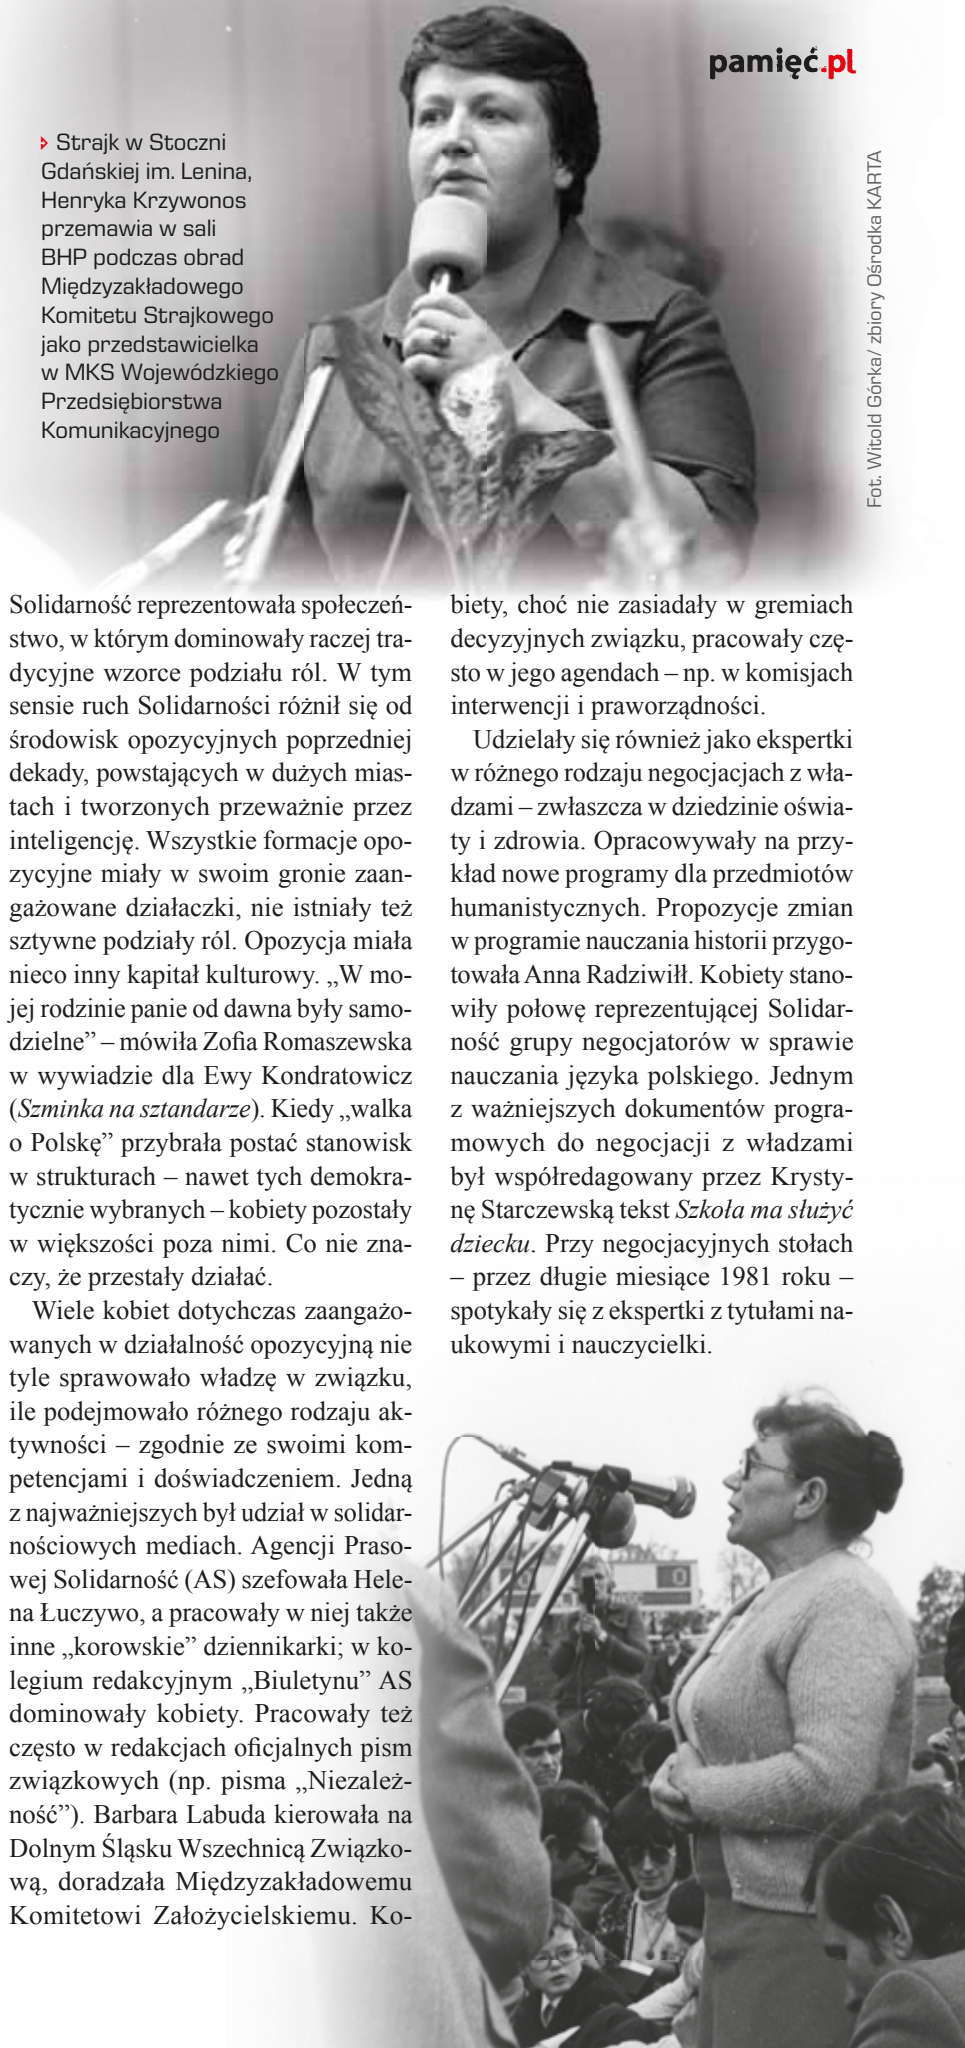 pamięć.pl
Strajk w Stoczni
Gdańskiej im. Lenina,
Henryka Krzywonos
przemawia w sali
BHP podczas obrad
Międzyzakładowego
Komitetu Strajkowego
jako przedstawicielka
w MKS Wojewódzkiego
Przedsiębiorstwa
Komunikacyjnego
Fot. Witold Górka/ zbiory Ośrodka KARTA
Solidarność reprezentowała społeczeń-
stwo, w którym dominowały raczej tra-
dycyjne wzorce podziału ról. W tym
sensie ruch Solidarności różnił się od
środowisk opozycyjnych poprzedniej
dekady, powstających w dużych mias-
tach i tworzonych przeważnie przez
inteligencję. Wszystkie formacje opo-
zycyjne miały w swoim gronie zaan-
gażowane działaczki, nie istniały też
sztywne podziały ról. Opozycja miała
nieco inny kapitał kulturowy. „W mo-
jej rodzinie panie od dawna były samo-
dzielne” – mówiła Zofia Romaszewska
w wywiadzie dla Ewy Kondratowicz
(Szminka na sztandarze). Kiedy „walka
o Polskę” przybrała postać stanowisk
w strukturach – nawet tych demokra-
tycznie wybranych – kobiety pozostały
w większości poza nimi. Co nie zna-
czy, że przestały działać.
Wiele kobiet dotychczas zaangażo-
wanych w działalność opozycyjną nie
tyle sprawowało władzę w związku,
ile podejmowało różnego rodzaju ak-
tywności – zgodnie ze swoimi kom-
petencjami i doświadczeniem. Jedną
z najważniejszych był udział w solidar-
nościowych mediach. Agencji Praso-
wej Solidarność (AS) szefowała Hele-
na Łuczywo, a pracowały w niej także
inne „korowskie” dziennikarki; w ko-
legium redakcyjnym „Biuletynu” AS
dominowały kobiety. Pracowały też
często w redakcjach oficjalnych pism
związkowych (np. pisma „Niezależ-
ność”). Barbara Labuda kierowała na
Dolnym Śląsku Wszechnicą Związko-
wą, doradzała Międzyzakładowemu
Komitetowi Założycielskiemu. Ko-
biety, choć nie zasiadały w gremiach
decyzyjnych związku, pracowały czę-
sto w jego agendach – np. w komisjach
interwencji i praworządności.
Udzielały się również jako ekspertki
w różnego rodzaju negocjacjach z wła-
dzami – zwłaszcza w dziedzinie oświa-
ty i zdrowia. Opracowywały na przy-
kład nowe programy dla przedmiotów
humanistycznych. Propozycje zmian
w programie nauczania historii przygo-
towała Anna Radziwiłł. Kobiety stano-
wiły połowę reprezentującej Solidar-
ność grupy negocjatorów w sprawie
nauczania języka polskiego. Jednym
z ważniejszych dokumentów progra-
mowych do negocjacji z władzami
był współredagowany przez Krysty-
nę Starczewską tekst Szkoła ma służyć
dziecku. Przy negocjacyjnych stołach
– przez długie miesiące 1981 roku –
spotykały się z ekspertki z tytułami na-
ukowymi i nauczycielki.